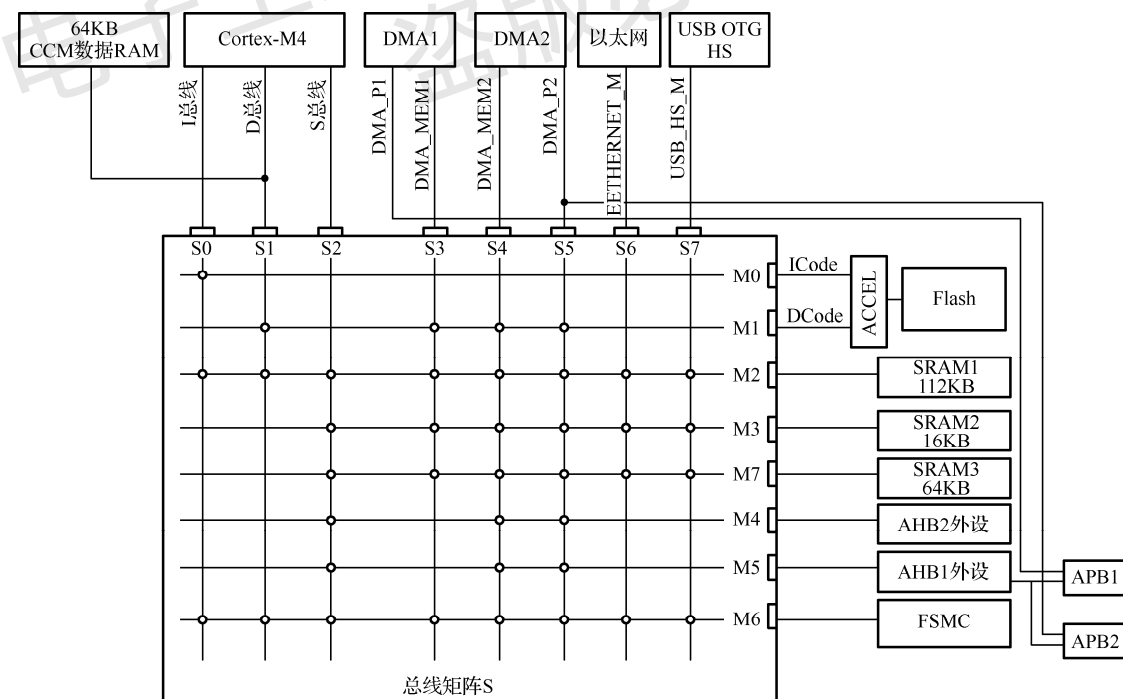 64KB
CCM数据RAM
Cortex-M4
DMA1
DMA2
以太网
USB OTG
HS
I总线
D总线
S总线
DMA_P1
DMA_MEM1
DMA_MEM2
DMA_P2
EETHERNET_M
USB_HS_M
S0
S1
S2
S3
S4
S5
S6
S7
M0
ICode
M1
DCode
ACCEL
Flash
M2
SRAM1
112KB
M3
SRAM2
16KB
M7
SRAM3
64KB
M4
AHB2外设
M5
AHB1外设
APB1
M6
FSMC
APB2
总线矩阵S